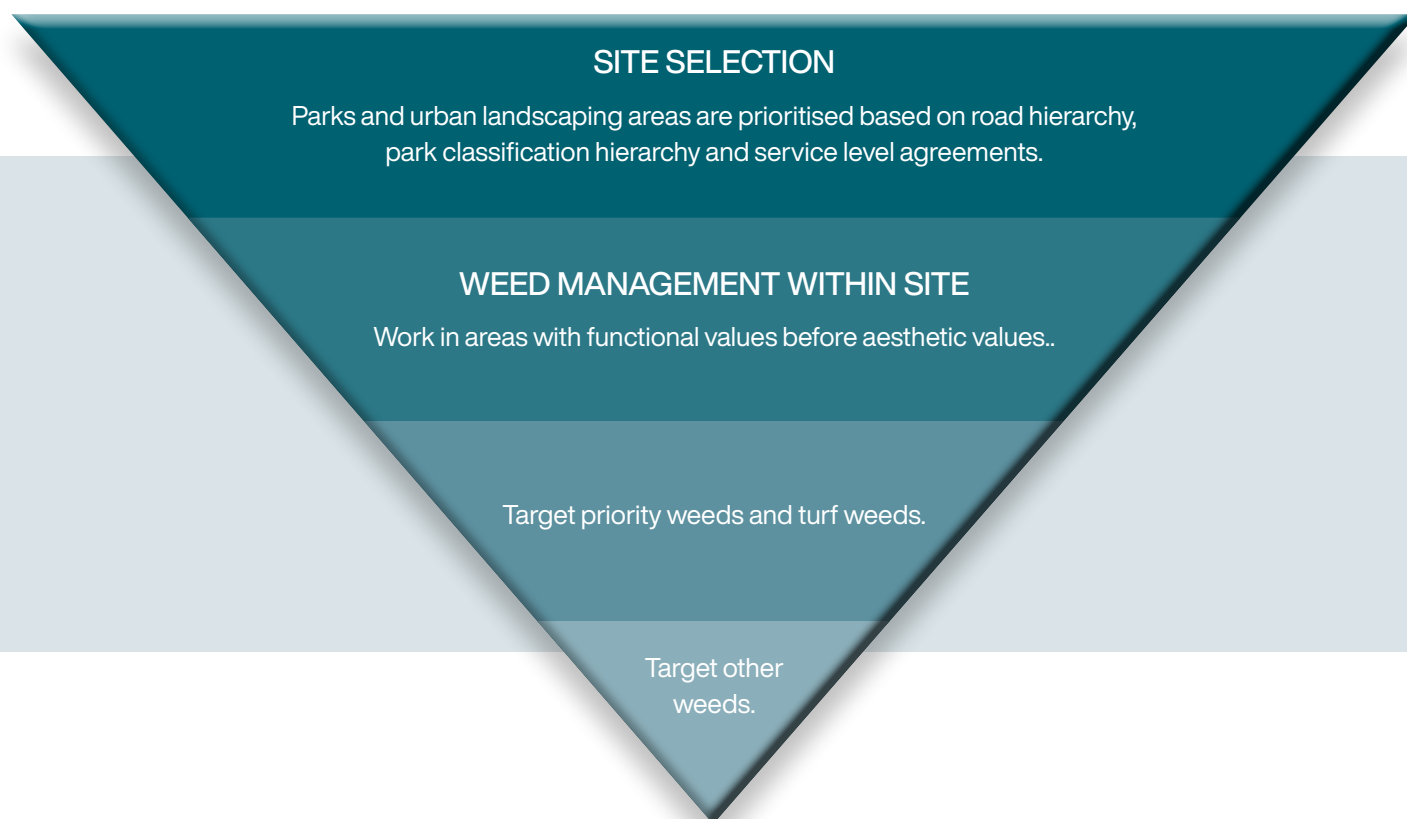 SITE SELECTION
Parks and urban landscaping areas are prioritised based on road hierarchy,
park classification hierarchy and service level agreements.
WEED MANAGEMENT WITHIN SITE
Work in areas with functional values before aesthetic values..
Target priority weeds and turf weeds.
Target other
weeds.